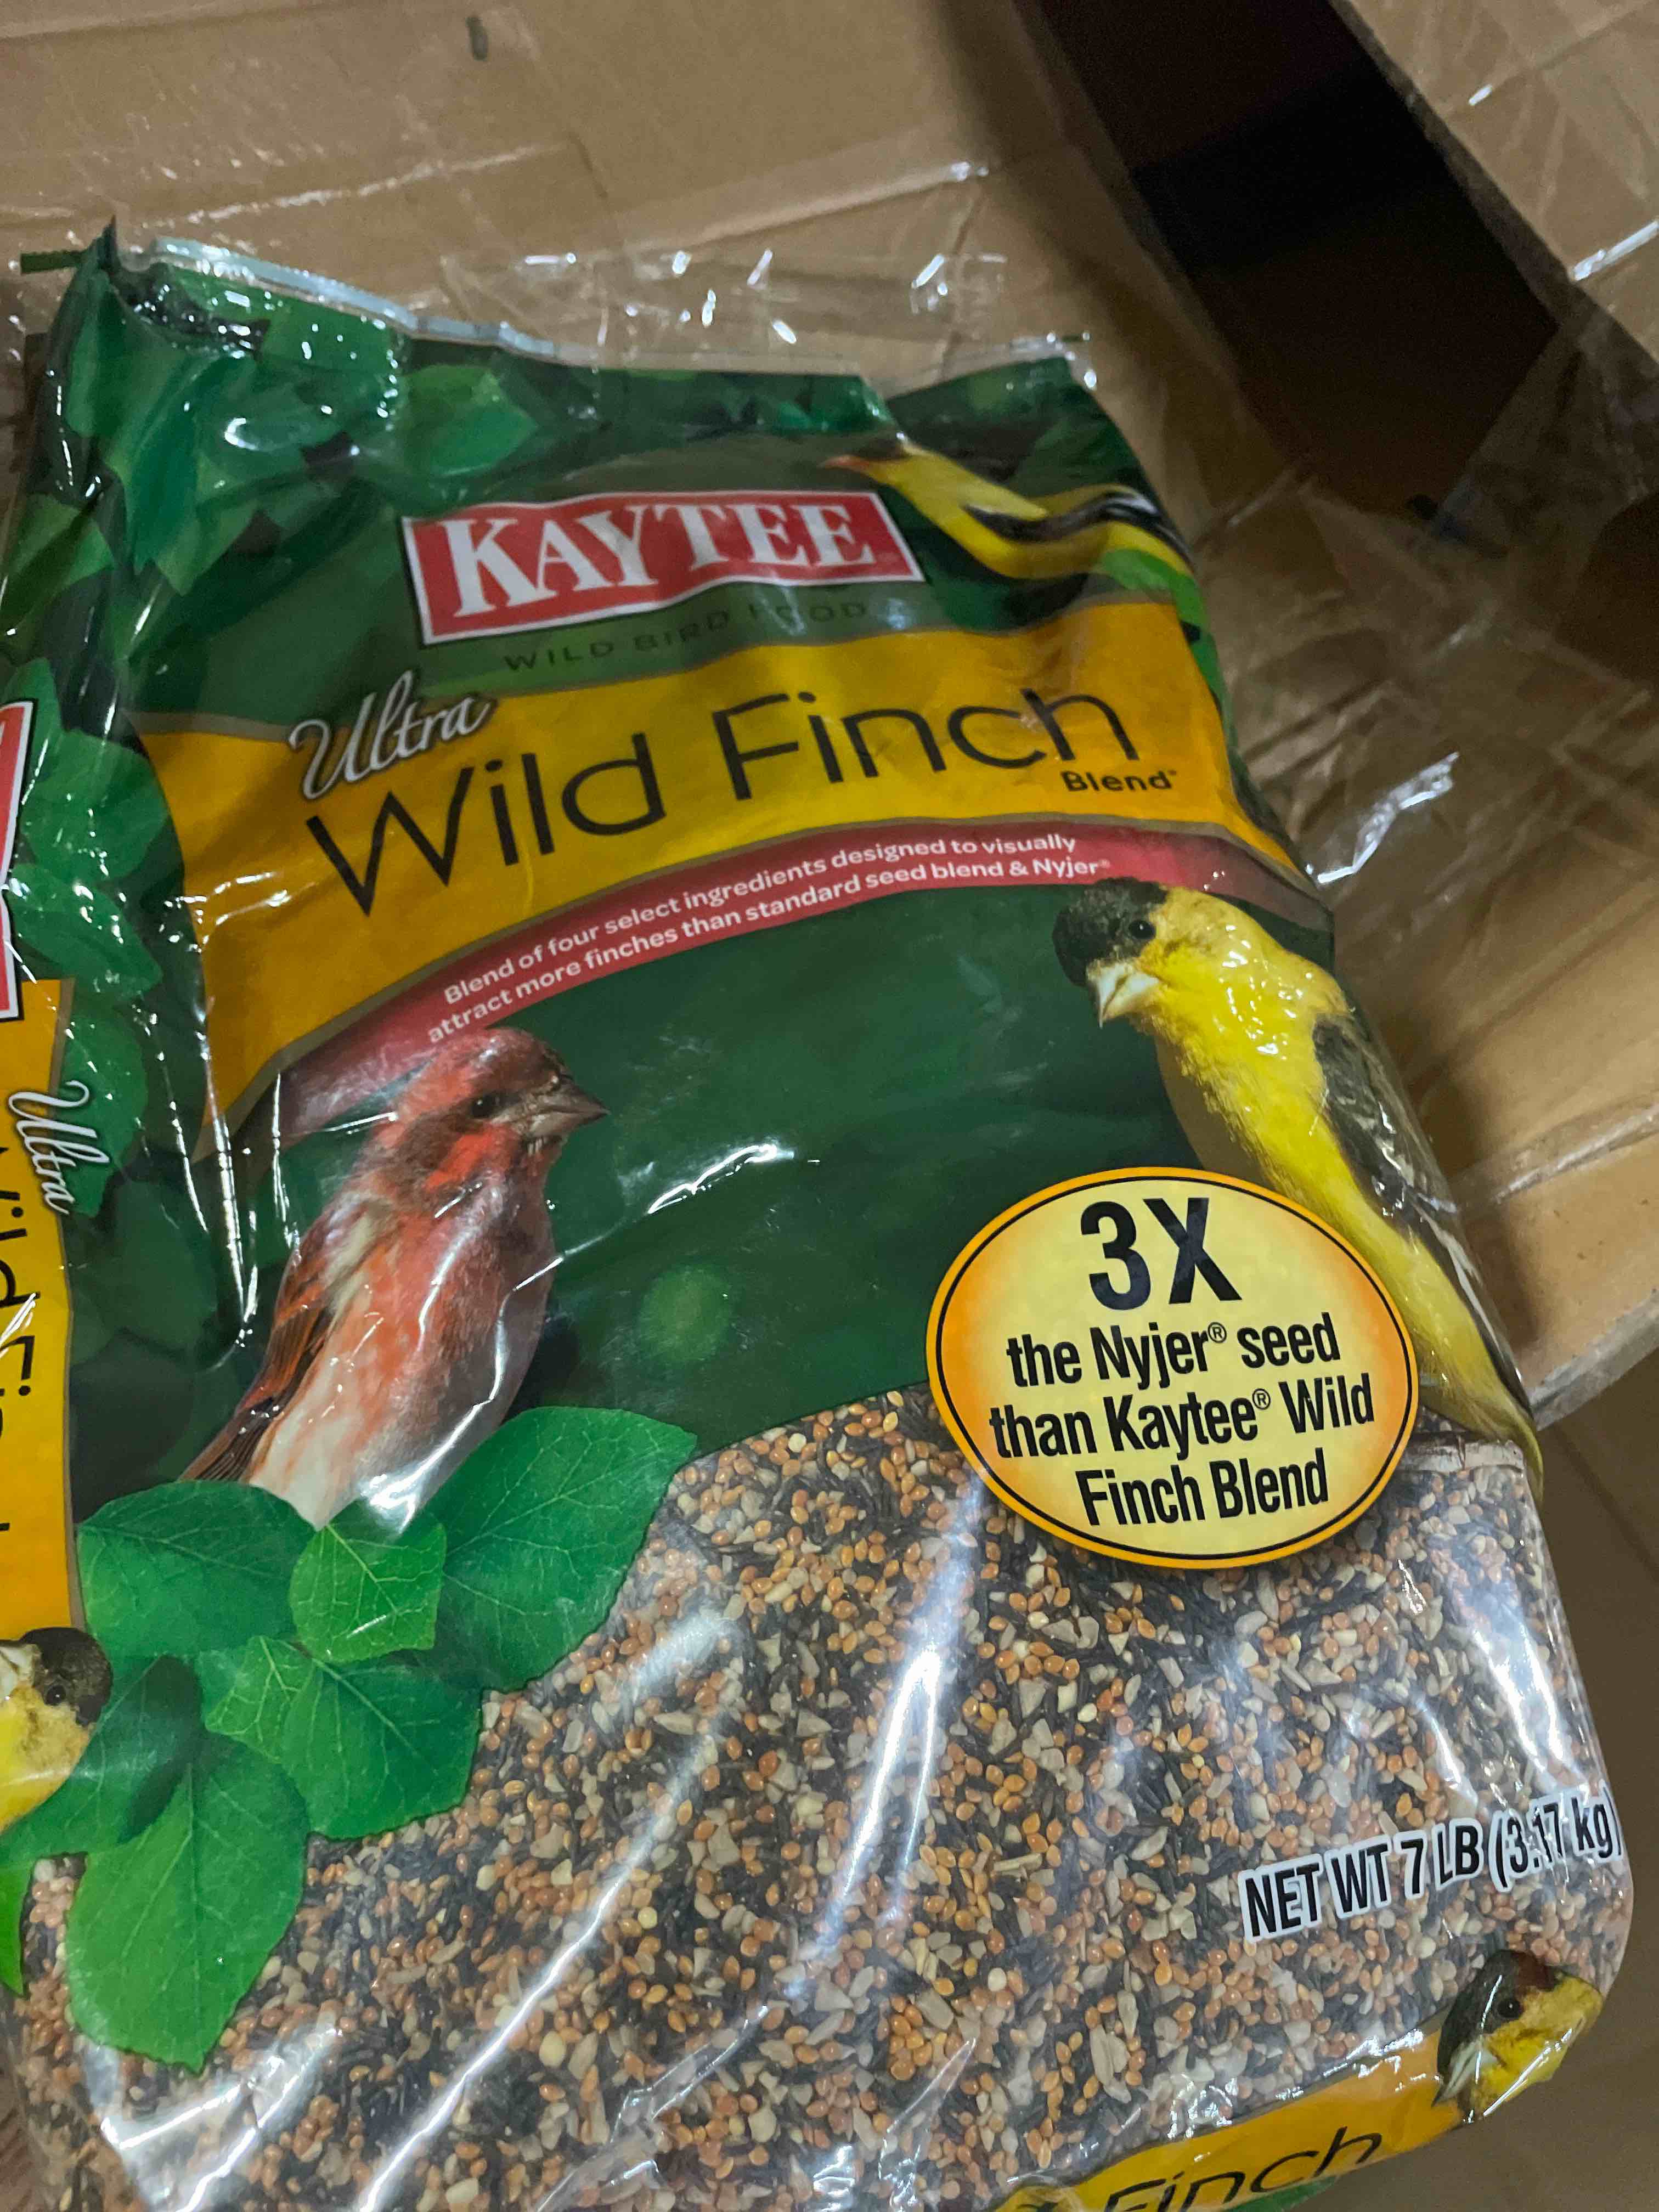 KAYTEE
WILD BIRD FOOD
Ultra
Wild Finch
Blend
Blend of four select ingredients designed to visually
attract more finches than standard seed blend & Nyjer®
3X
the Nyjer® seed
than Kaytee® Wild
Finch Blend
NET WT 7 LB (3.17 kg)
Finch
Ultra